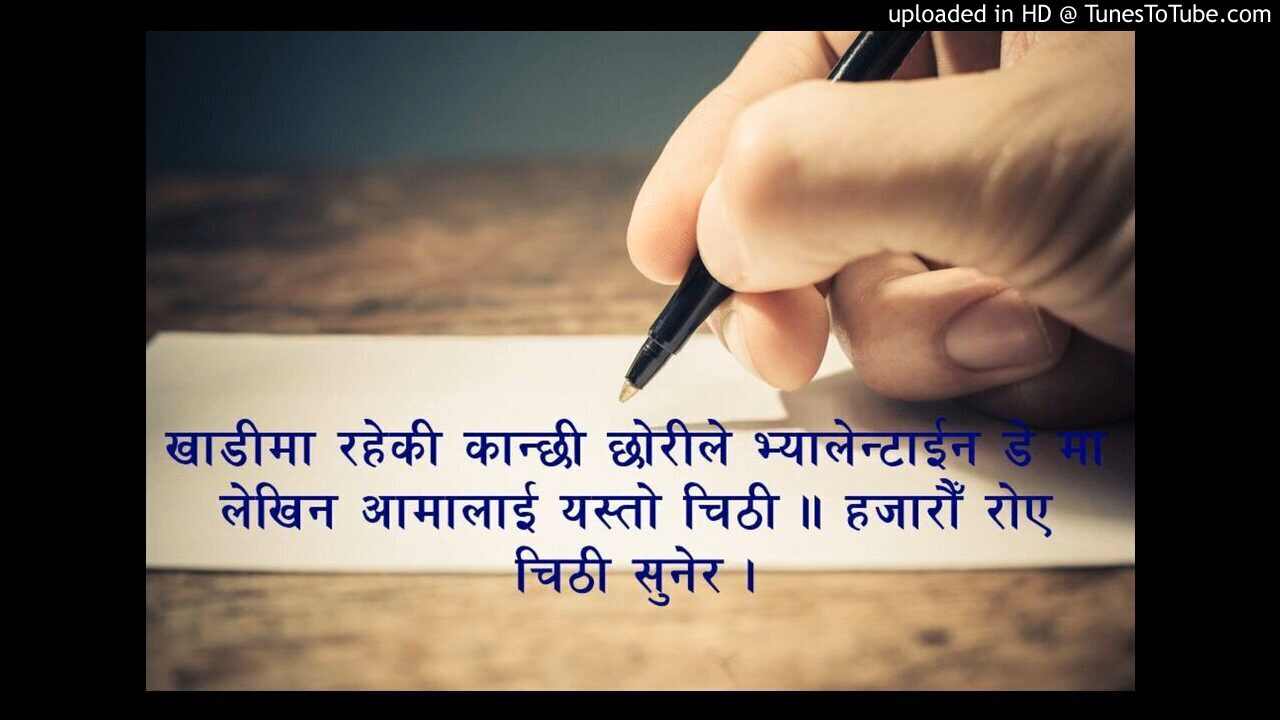 uploaded in HD @ TunesToTube.com
खाडीमा रहेकी कान्छी छोरीले भ्यालेन्टाईन डे मा
लेखिन आमालाई यस्तो चिठी ॥ हजारौँ रोए
चिठी सुनेर ।